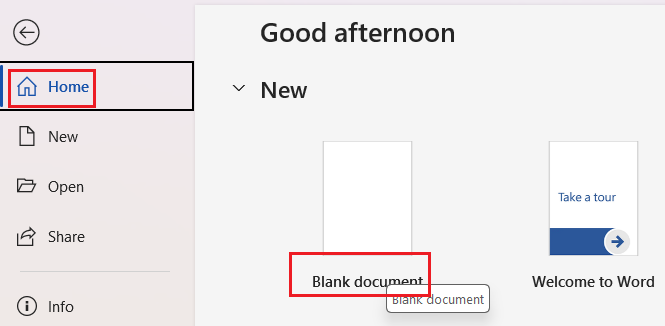 Good afternoon
Home
New
New
Open
Take a tour
Share
Blank document
Welcome to Word
Blank document
Info